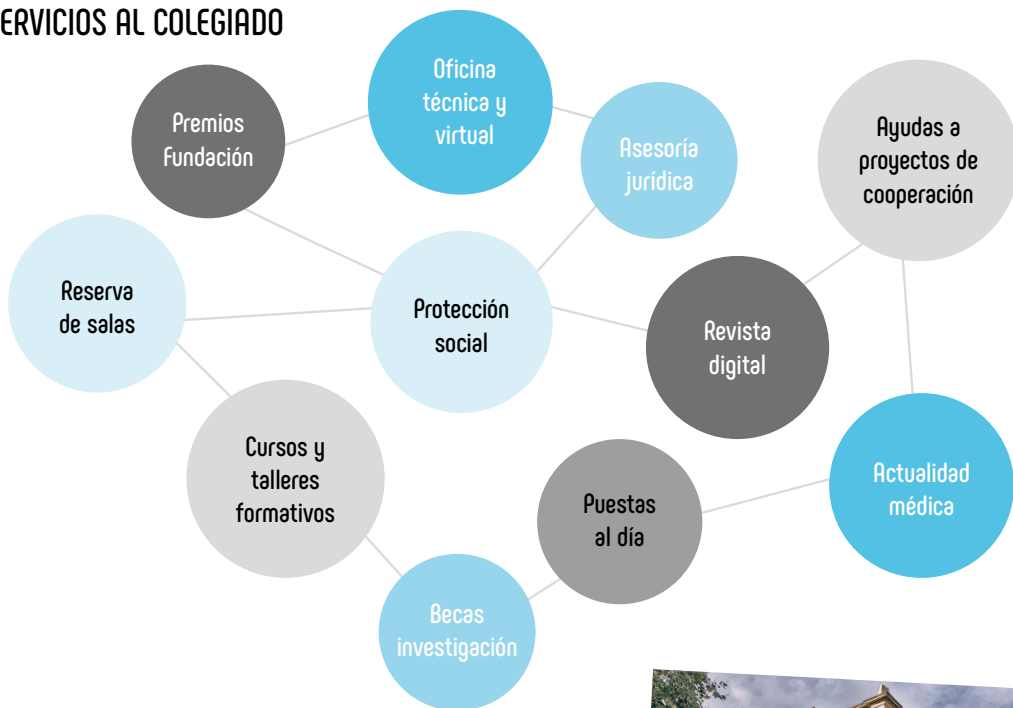 ERVICIOS AL COLEGIADO
Oficina
técnica y
virtual
Premios
Fundación
Asesoría
jurídica
Ayudas a
proyectos de
cooperación
Reserva
de salas
Protección
social
Revista
digital
Cursos y
talleres
formativos
Puestas
al día
Actualidad
médica
Becas
investigación